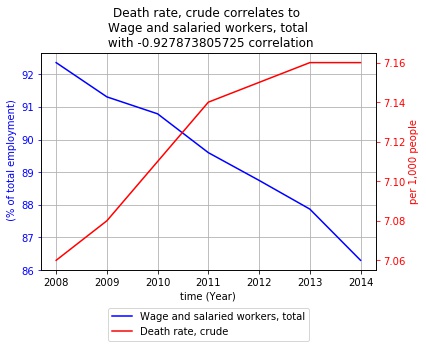 Death rate, crude correlates to
Wage and salaried workers, total
with -0.927873805725 correlation
(% of total employment)
92
91
90
89
88
87
86
per 1,000 people
7.16
7.14
7.12
7.10
7.08
7.06
2008 2009 2010 2011 2012 2013 2014
time (Year)
Wage and salaried workers, total
Death rate, crude